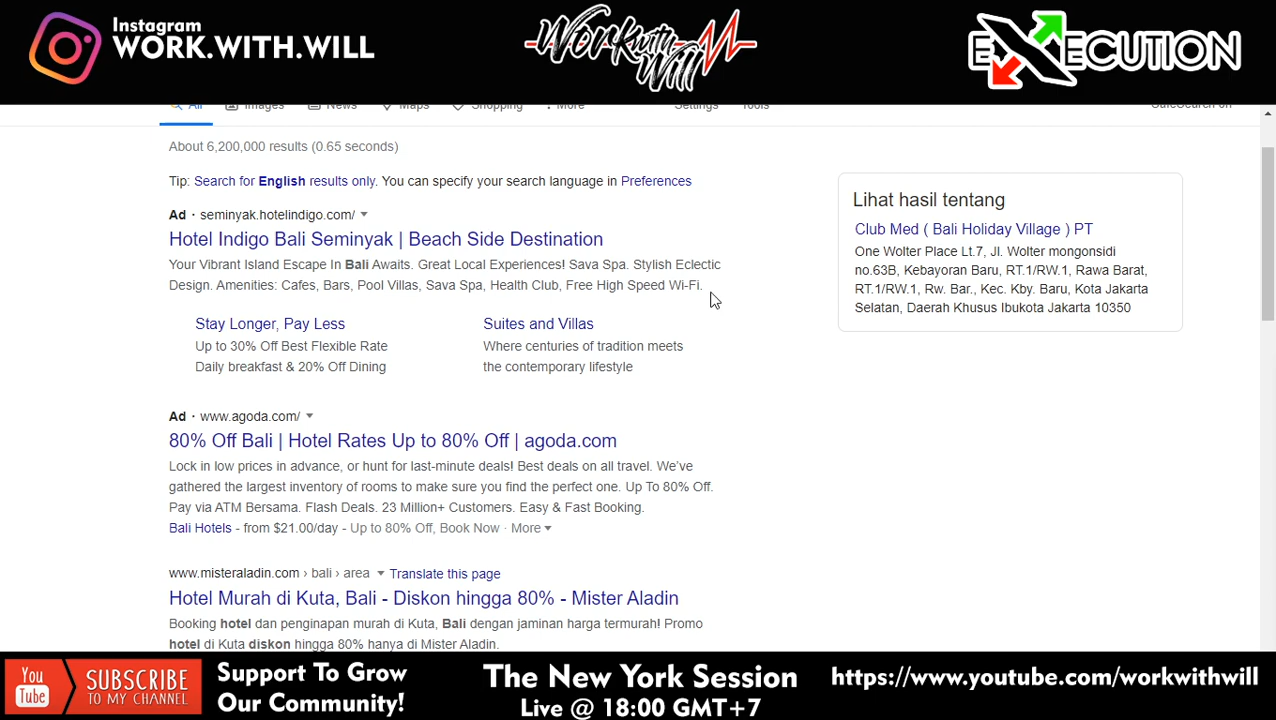 Instagram
WORK.WITH.WILL
Work with Will
EXECUTION
All Images News Maps Shopping More Settings Tools SafeSearch on
About 6,200,000 results (0.65 seconds)
Tip: Search for English results only. You can specify your search language in Preferences
Ad · seminyak.hotelindigo.com/
Hotel Indigo Bali Seminyak | Beach Side Destination
Your Vibrant Island Escape In Bali Awaits. Great Local Experiences! Sava Spa. Stylish Eclectic
Design. Amenities: Cafes, Bars, Pool Villas, Sava Spa, Health Club, Free High Speed Wi-Fi.
Stay Longer, Pay Less
Up to 30% Off Best Flexible Rate
Daily breakfast & 20% Off Dining
Suites and Villas
Where centuries of tradition meets
the contemporary lifestyle
Ad · www.agoda.com/
80% Off Bali | Hotel Rates Up to 80% Off | agoda.com
Lock in low prices in advance, or hunt for last-minute deals! Best deals on all travel. We've
gathered the largest inventory of rooms to make sure you find the perfect one. Up To 80% Off.
Pay via ATM Bersama. Flash Deals. 23 Million+ Customers. Easy & Fast Booking.
Bali Hotels - from $21.00/day - Up to 80% Off, Book Now · More
www.misteraladin.com › bali › area Translate this page
Hotel Murah di Kuta, Bali - Diskon hingga 80% - Mister Aladin
Booking hotel dan penginapan murah di Kuta, Bali dengan jaminan harga termurah! Promo
hotel di Kuta diskon hingga 80% hanya di Mister Aladin.
Lihat hasil tentang
Club Med ( Bali Holiday Village ) PT
One Wolter Place Lt.7, Jl. Wolter mongonsidi
no.63B, Kebayoran Baru, RT.1/RW.1, Rawa Barat,
RT.1/RW.1, Rw. Bar., Kec. Kby. Baru, Kota Jakarta
Selatan, Daerah Khusus Ibukota Jakarta 10350
You Tube
SUBSCRIBE
TO MY CHANNEL
Support To Grow
Our Community!
The New York Session
Live @ 18:00 GMT+7
https://www.youtube.com/workwithwill